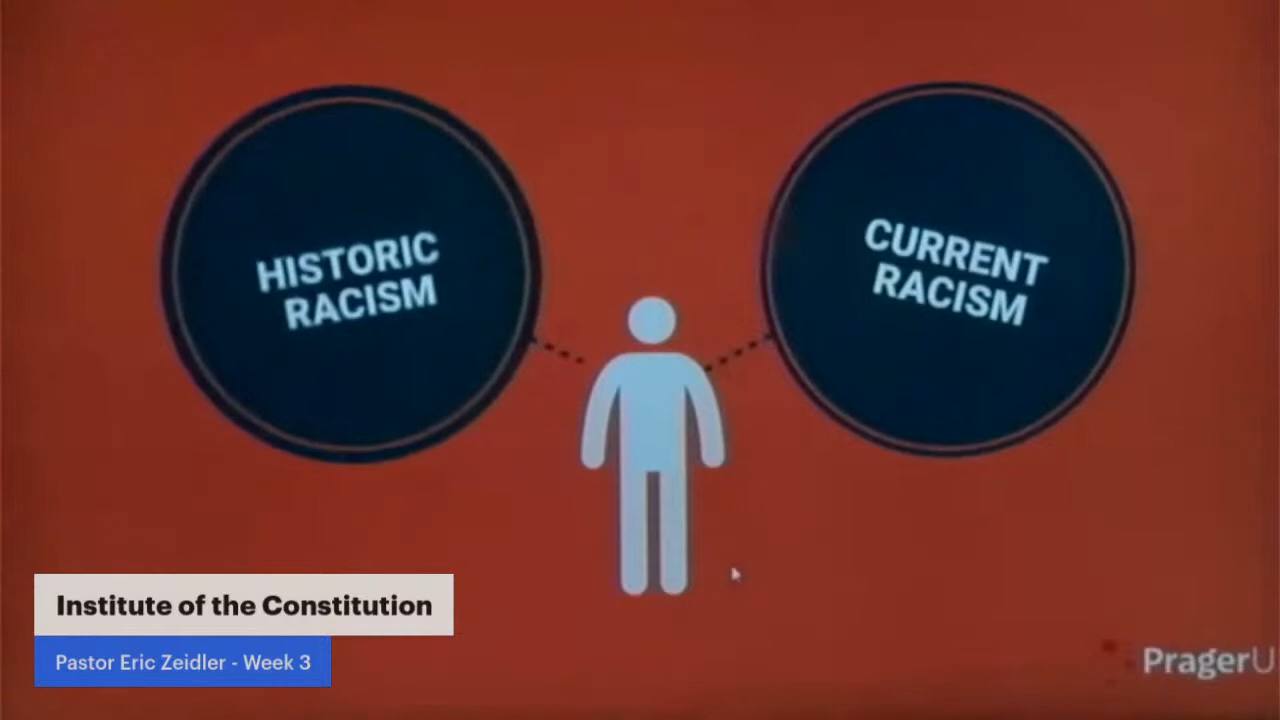 HISTORIC
RACISM
CURRENT
RACISM
Institute of the Constitution
Pastor Eric Zeidler - Week 3
PragerU